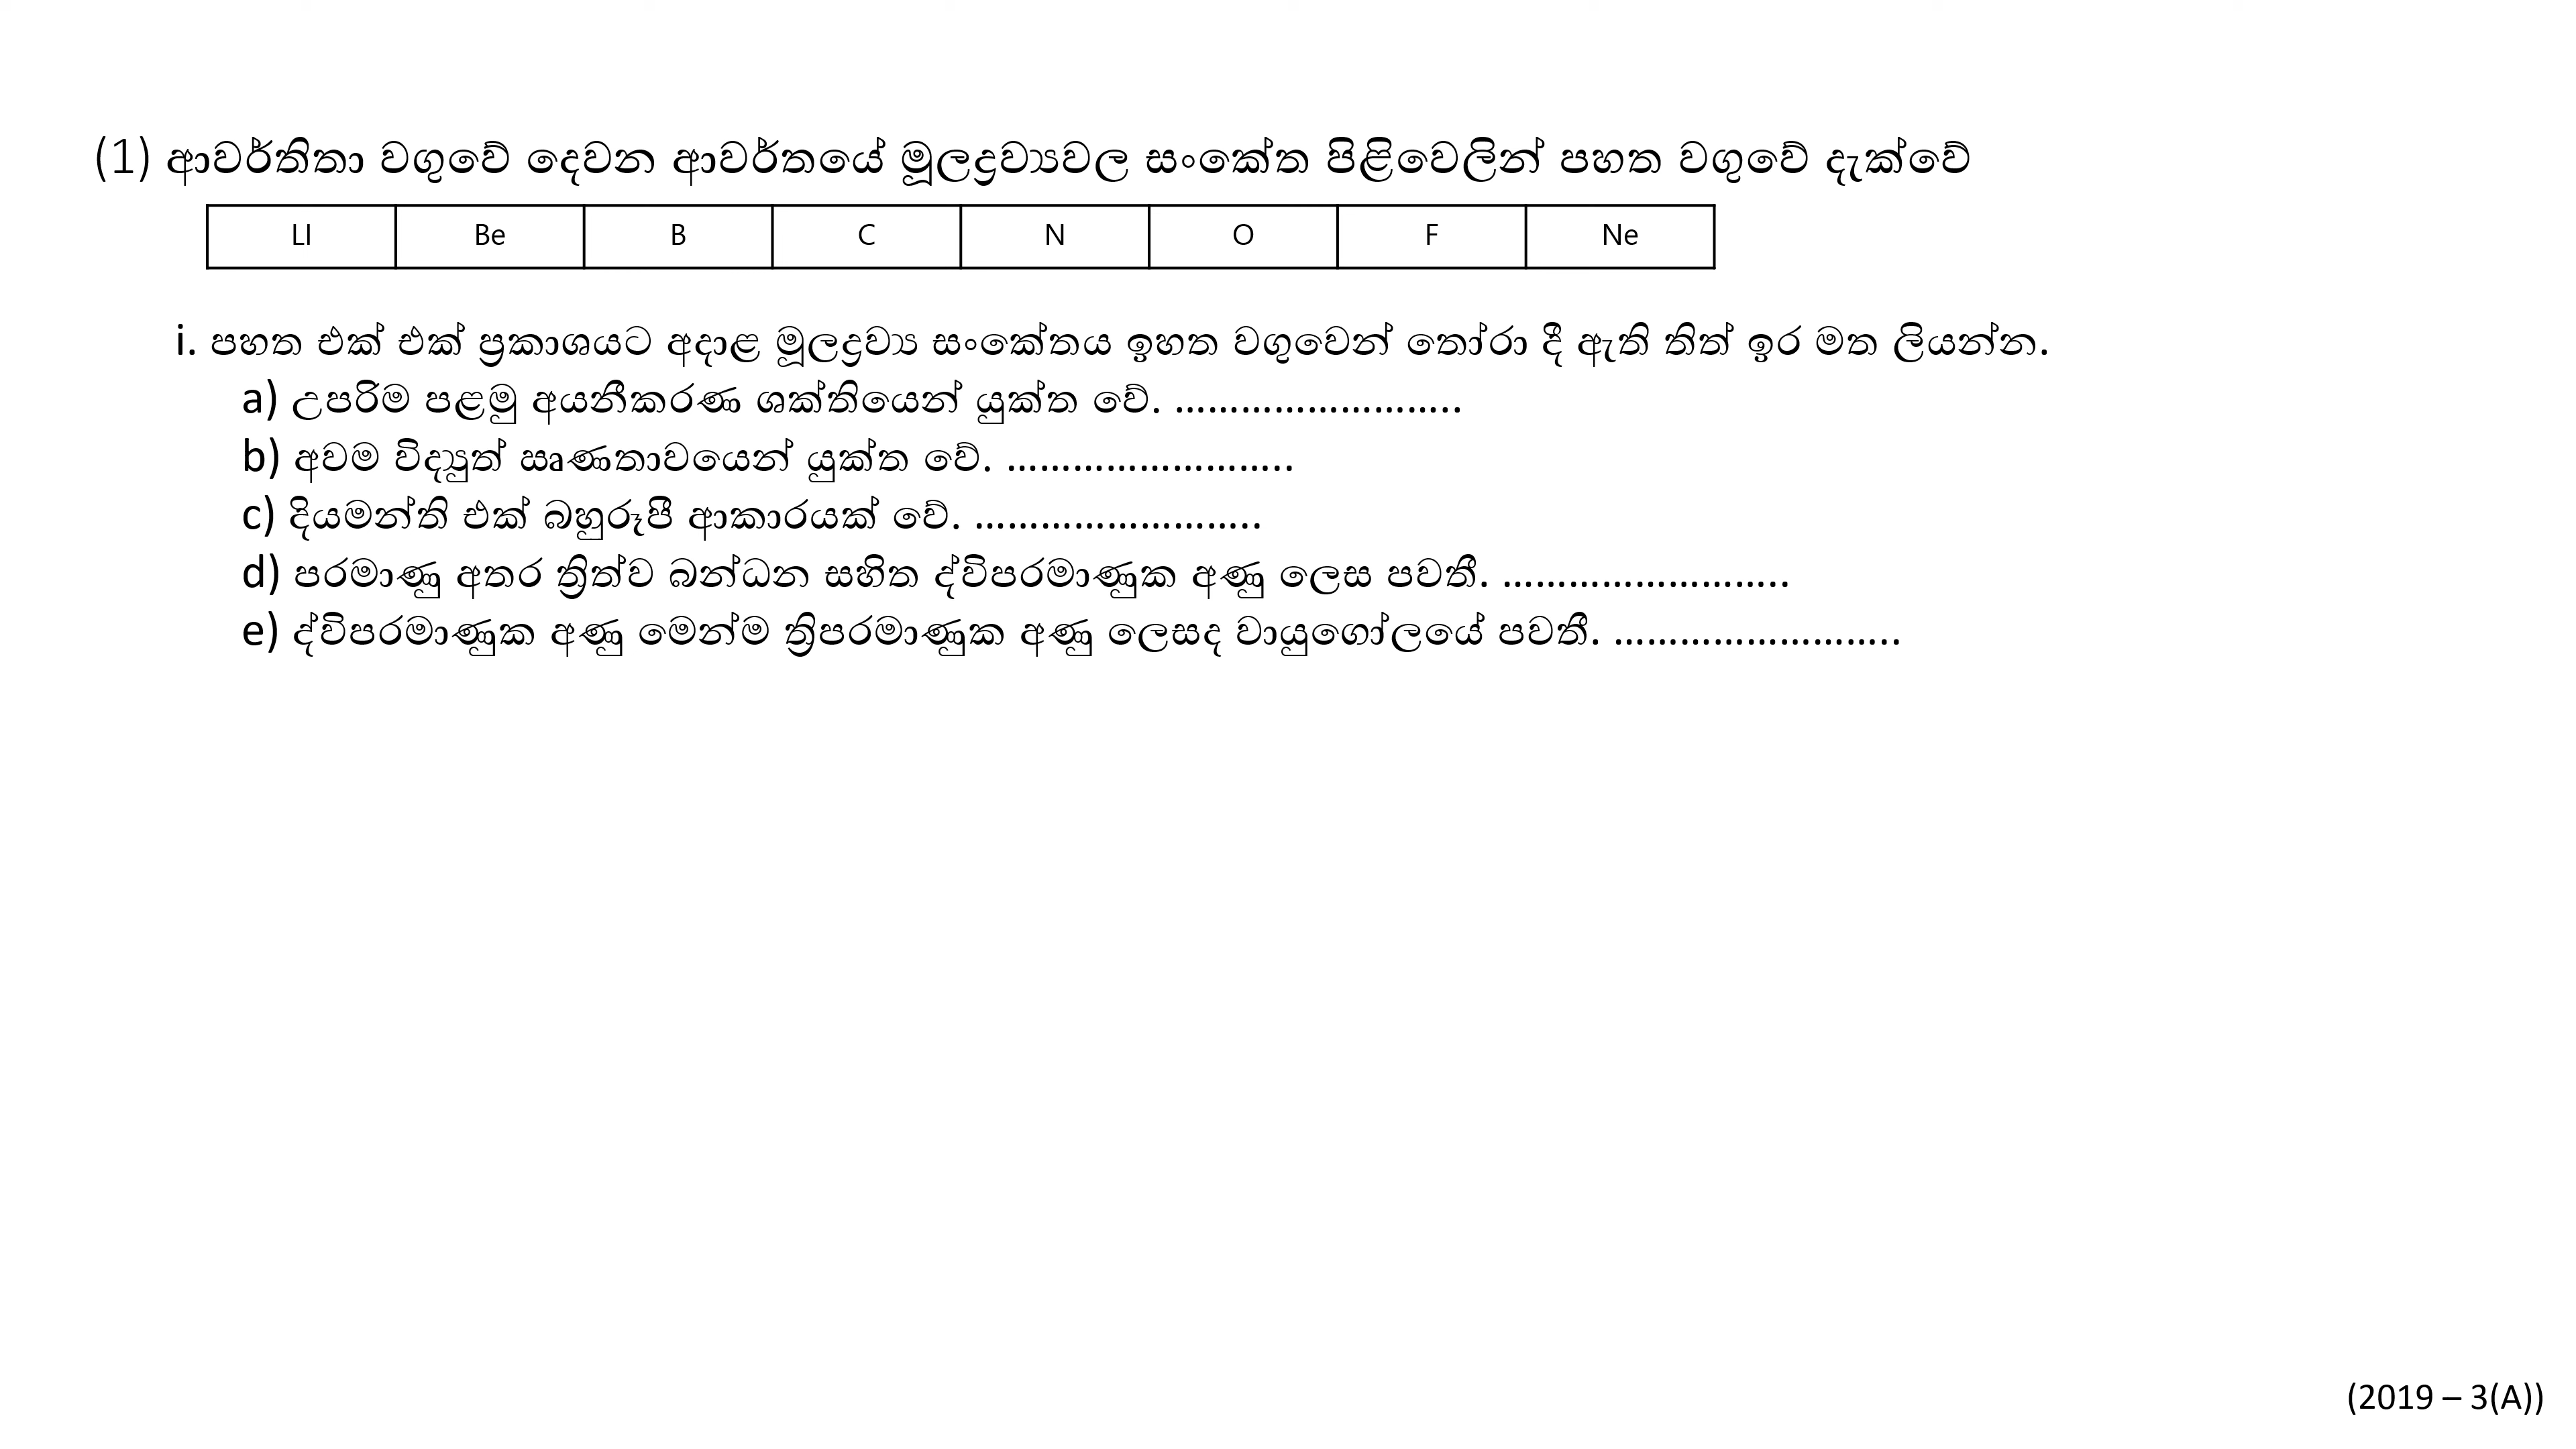 (1) ආවර්තිතා වගුවේ දෙවන ආවර්තයේ මූලද්‍රව්‍යවල සංකේත පිළිවෙලින් පහත වගුවේ දැක්වේ
LI Be B C N O F Ne
i. පහත එක් එක් ප්‍රකාශයට අදාළ මූලද්‍රව්‍ය සංකේතය ඉහත වගුවෙන් තෝරා දී ඇති තිත් ඉර මත ලියන්න.
a) උපරිම පළමු අයනීකරණ ශක්තියෙන් යුක්ත වේ. ……………………..
b) අවම විද්‍යුත් ඍණතාවයෙන් යුක්ත වේ. ……………………..
c) දියමන්ති එක් බහුරූපී ආකාරයක් වේ. ……………………..
d) පරමාණු අතර ත්‍රිත්ව බන්ධන සහිත ද්විපරමාණුක අණු ලෙස පවතී. ……………………..
e) ද්විපරමාණුක අණු මෙන්ම ත්‍රිපරමාණුක අණු ලෙසද වායුගෝලයේ පවතී. ……………………..
(2019 – 3(A))